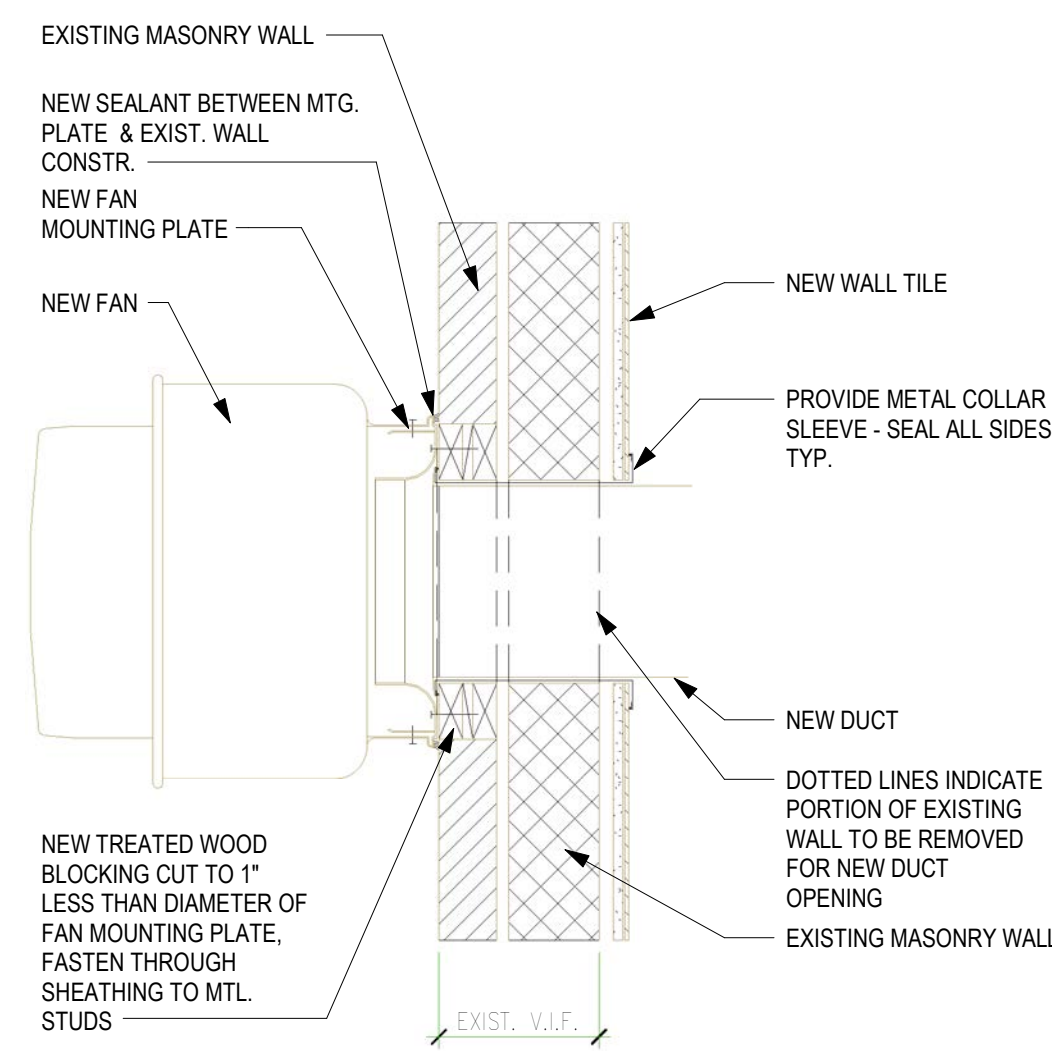 EXISTING MASONRY WALL
NEW SEALANT BETWEEN MTG.
PLATE & EXIST. WALL
CONSTR.
NEW FAN
MOUNTING PLATE
NEW FAN
NEW WALL TILE
PROVIDE METAL COLLAR
SLEEVE - SEAL ALL SIDES
TYP.
NEW DUCT
DOTTED LINES INDICATE
PORTION OF EXISTING
WALL TO BE REMOVED
FOR NEW DUCT
OPENING
EXISTING MASONRY WALL
NEW TREATED WOOD
BLOCKING CUT TO 1"
LESS THAN DIAMETER OF
FAN MOUNTING PLATE,
FASTEN THROUGH
SHEATHING TO MTL.
STUDS
EXIST. V.I.F.